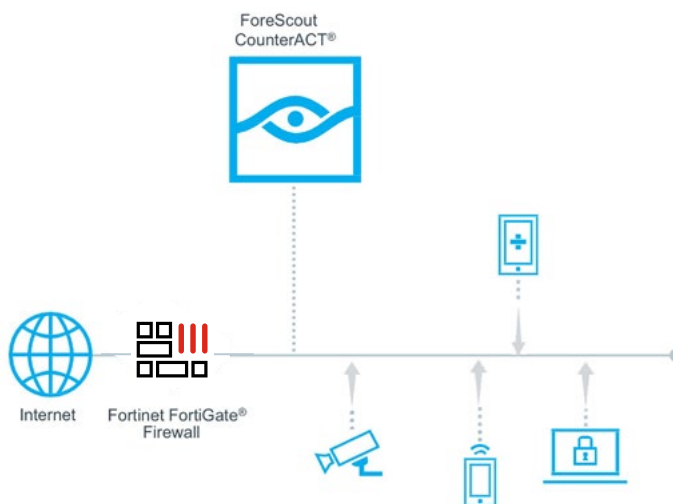 ForeScout
CounterACT®
Internet
Fortinet FortiGate®
Firewall